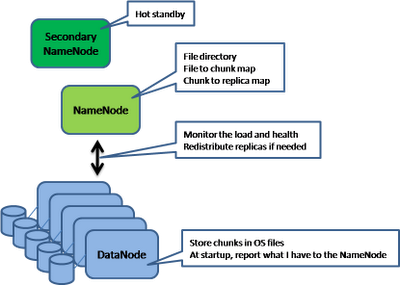 Hot standby
Secondary
NameNode
File directory
File to chunk map
Chunk to replica map
NameNode
Monitor the load and health
Redistribute replicas if needed
Store chunks in OS files
At startup, report what I have to the NameNode
DataNode